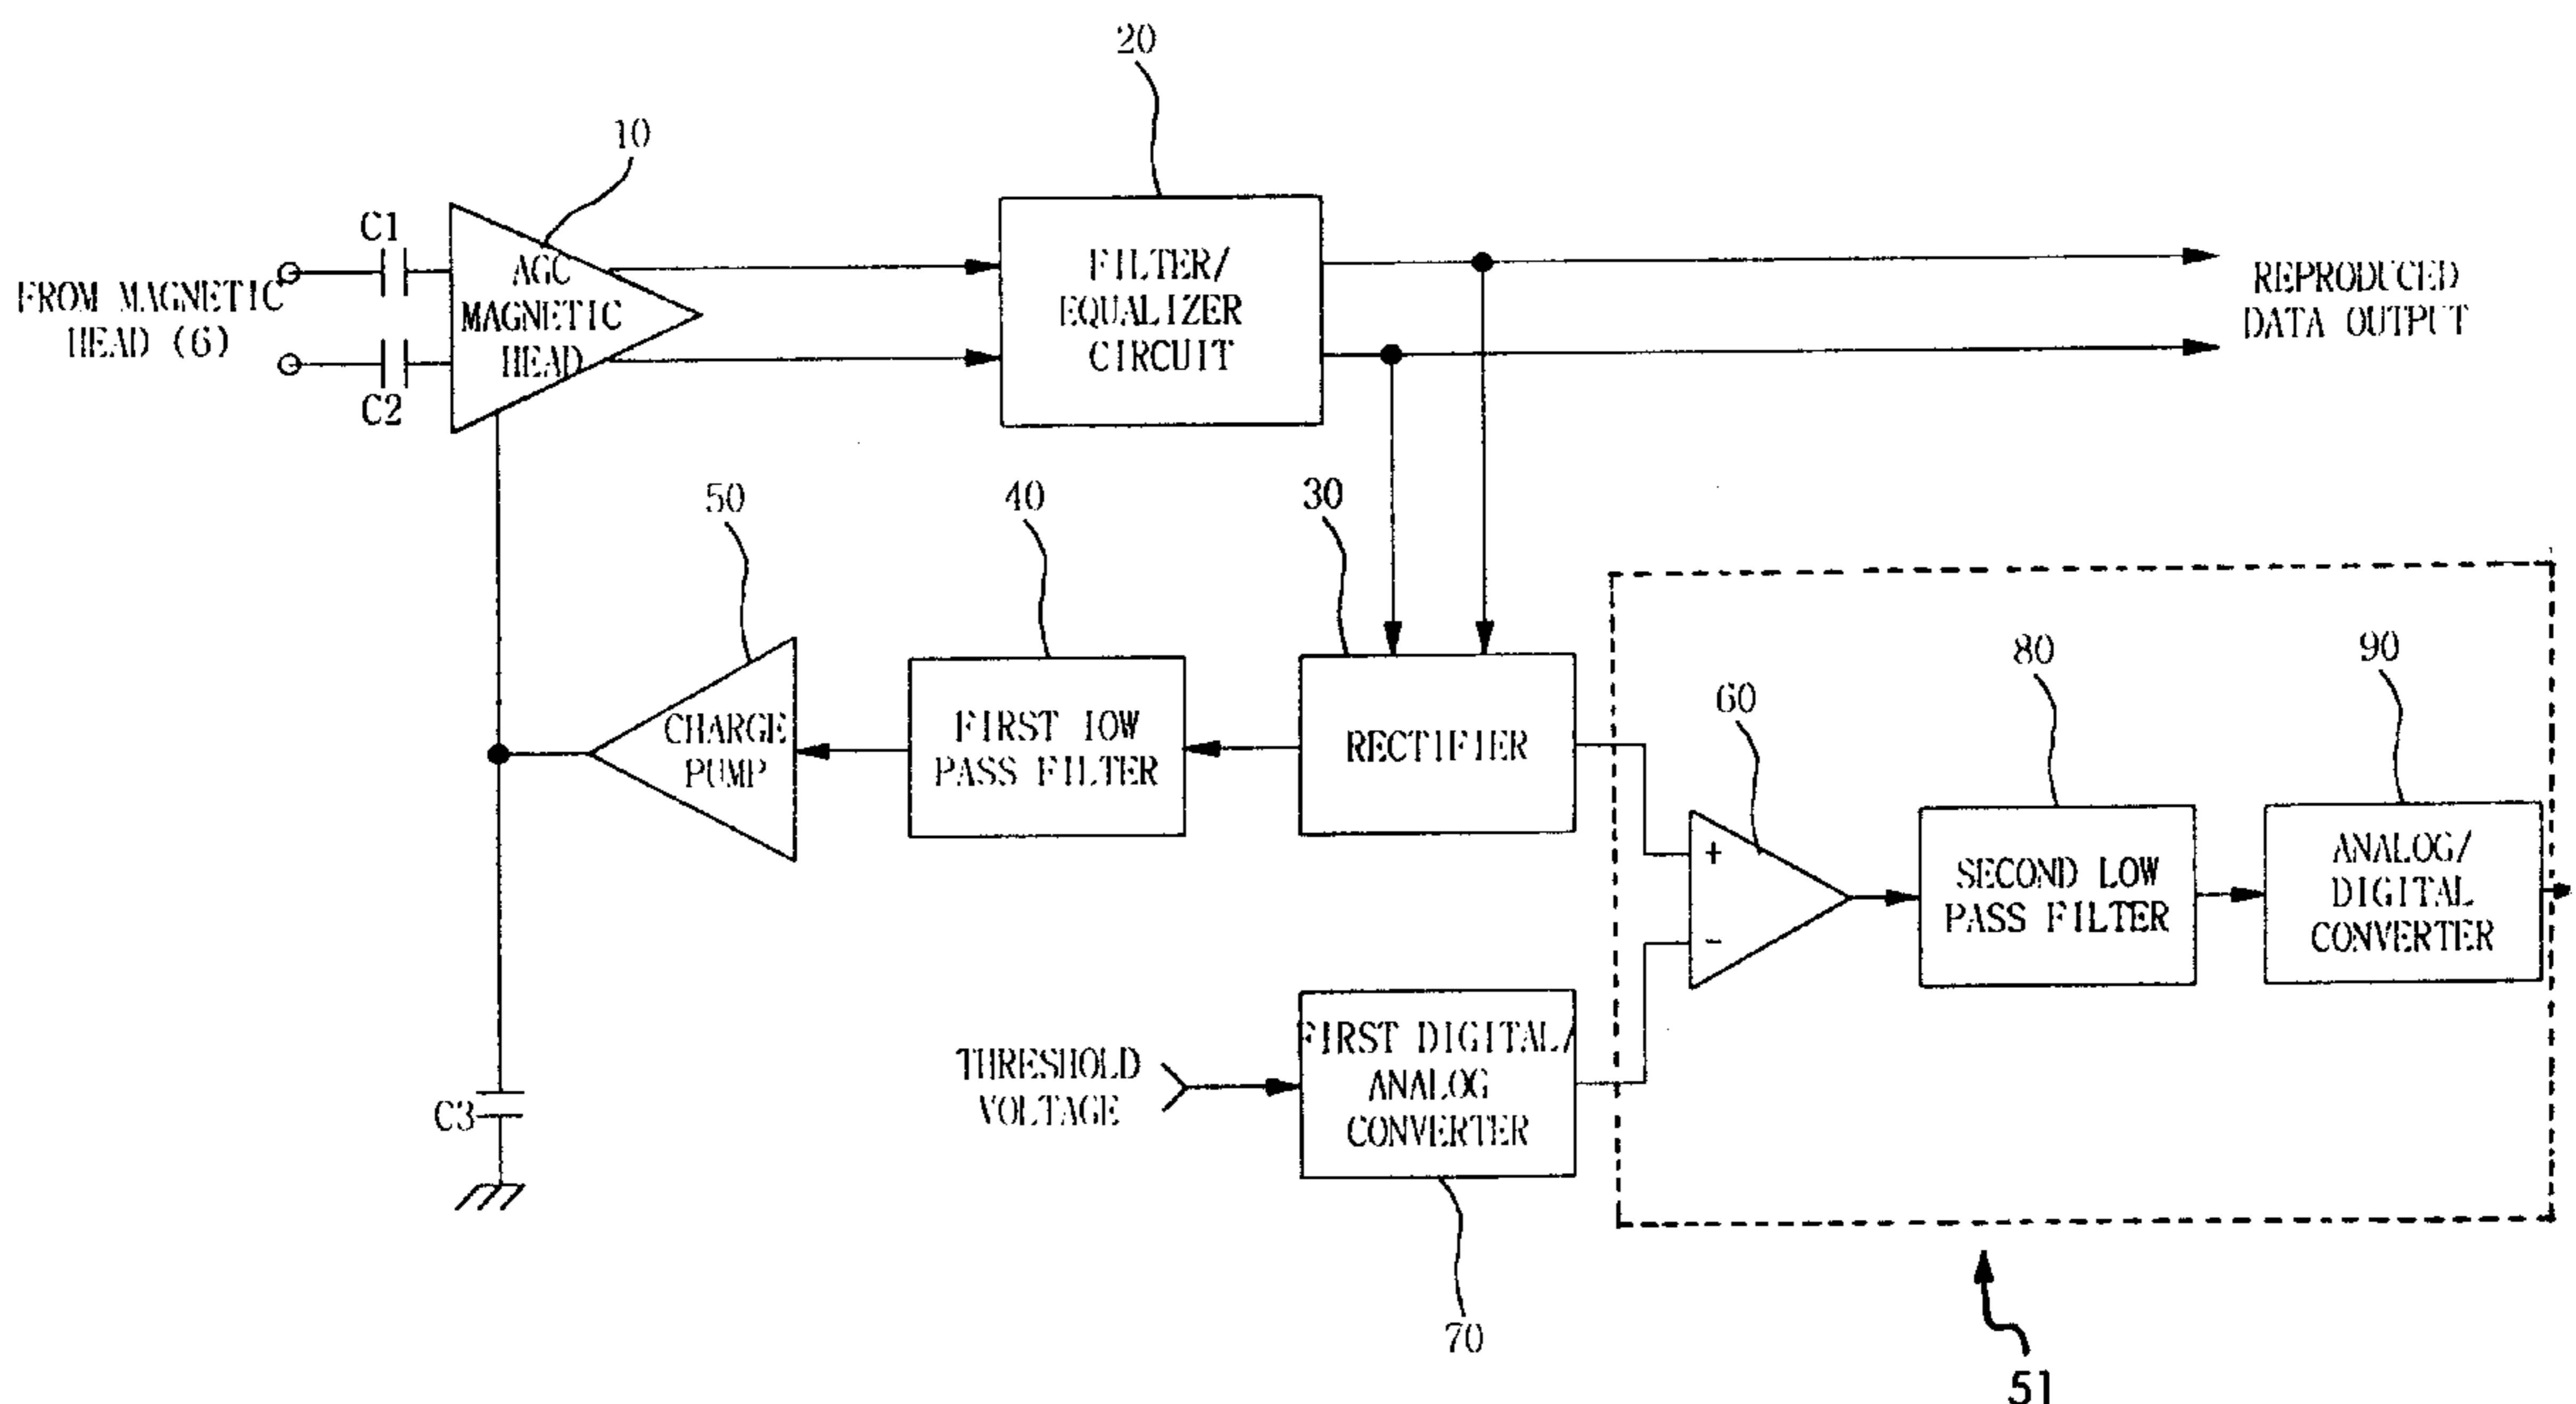 20
10
C1
FROM MAGNETIC
HEAD (6)
C2
AGC
MAGNETIC
HEAD
FILTER/
EQUALIZER
CIRCUIT
REPRODUCED
DATA OUTPUT
50
40
30
CHARGE
PUMP
FIRST LOW
PASS FILTER
RECTIFIER
60
80
90
+
-
SECOND LOW
PASS FILTER
ANALOG/
DIGITAL
CONVERTER
THRESHOLD
VOLTAGE
FIRST DIGITAL/
ANALOG
CONVERTER
C3
70
51